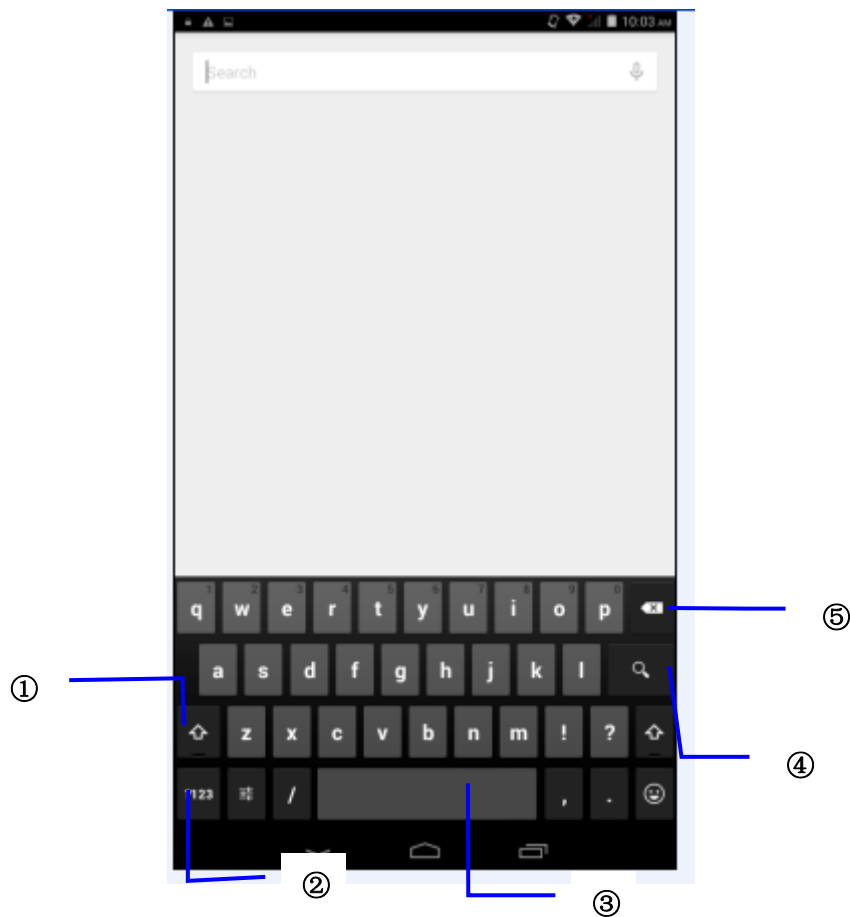 10:03 AM
Search
1 2 3 4 5 6 7 8 9 0
q w e r t y u i o p
⑤
a s d f g h j k l
①
z x c v b n m ! ?
④
?123 / , .
②
③